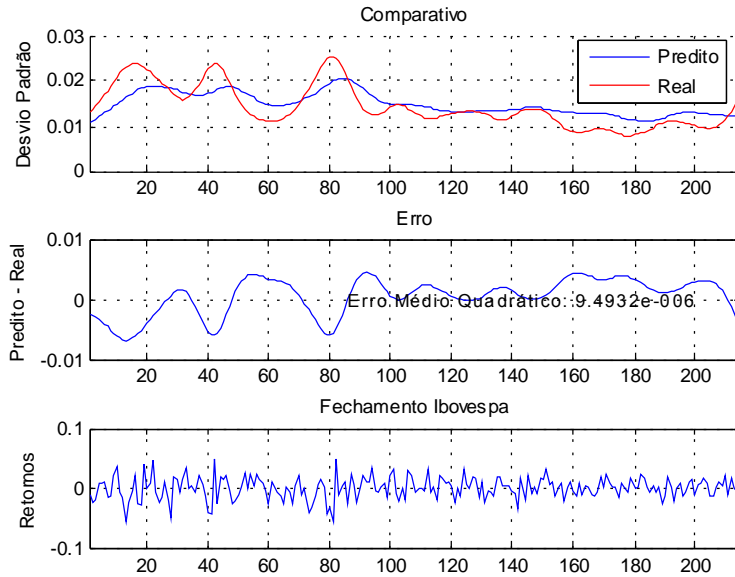 Comparativo
Desvio Padrão
0.03
0.02
0.01
0
Predito
Real
20 40 60 80 100 120 140 160 180 200
Erro
Predito - Real
0.01
0
-0.01
Erro Médio Quadrático: 9.4932e-006
20 40 60 80 100 120 140 160 180 200
Fechamento Ibovespa
Retornos
0.1
0
-0.1
20 40 60 80 100 120 140 160 180 200